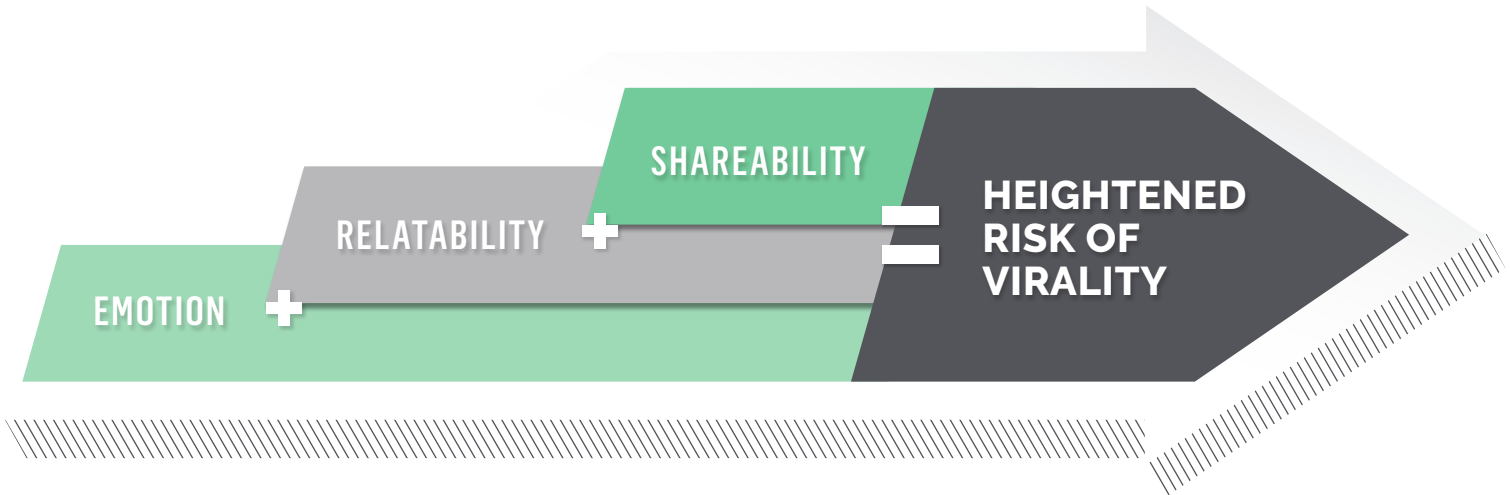 EMOTION
+
RELATABILITY
+
SHAREABILITY
=
HEIGHTENED
RISK OF
VIRALITY